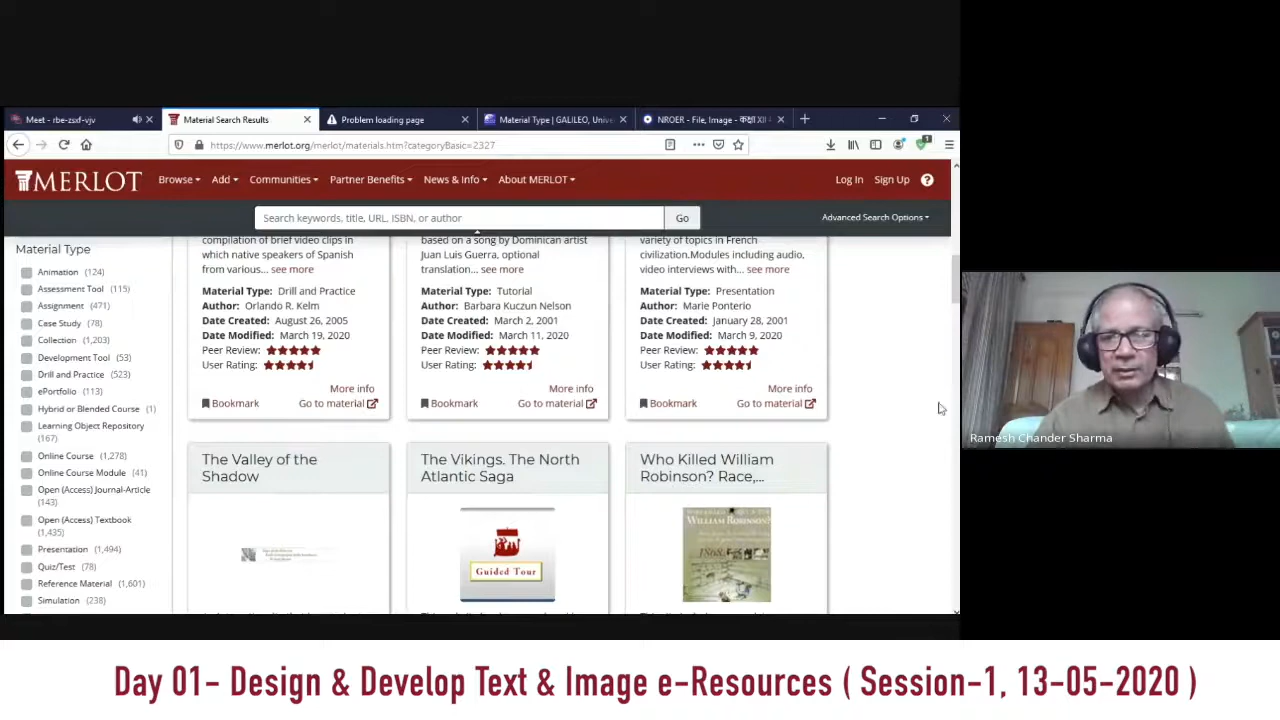 Meet - rbe-zsxf-vjv
Material Search Results
Problem loading page
Material Type | GALILEO, Unive
NROER - File, Image - कक्षा XII
https://www.merlot.org/merlot/materials.htm?categoryBasic=2327
MERLOT
Browse
Add
Communities
Partner Benefits
News & Info
About MERLOT
Log In
Sign Up
Search keywords, title, URL, ISBN, or author
Go
Advanced Search Options
Material Type
Animation (124)
Assessment Tool (115)
Assignment (471)
Case Study (78)
Collection (1,203)
Development Tool (53)
Drill and Practice (523)
ePortfolio (113)
Hybrid or Blended Course (1)
Learning Object Repository
(167)
Online Course (1,278)
Online Course Module (41)
Open (Access) Journal-Article
(143)
Open (Access) Textbook
(1,435)
Presentation (1,494)
Quiz/Test (78)
Reference Material (1,601)
Simulation (238)
compilation of brief video clips in
which native speakers of Spanish
from various... see more
Material Type: Drill and Practice
Author: Orlando R. Kelm
Date Created: August 26, 2005
Date Modified: March 19, 2020
Peer Review:
User Rating:
More info
Bookmark
Go to material
based on a song by Dominican artist
Juan Luis Guerra, optional
translation... see more
Material Type: Tutorial
Author: Barbara Kuczun Nelson
Date Created: March 2, 2001
Date Modified: March 11, 2020
Peer Review:
User Rating:
More info
Bookmark
Go to material
variety of topics in French
civilization.Modules including audio,
video interviews with... see more
Material Type: Presentation
Author: Marie Ponterio
Date Created: January 28, 2001
Date Modified: March 9, 2020
Peer Review:
User Rating:
More info
Bookmark
Go to material
The Valley of the
Shadow
The Vikings. The North
Atlantic Saga
Guided Tour
Who Killed William
Robinson? Race,...
WILLIAM ROBINSON?
Ramesh Chander Sharma
Day 01- Design & Develop Text & Image e-Resources ( Session-1, 13-05-2020 )